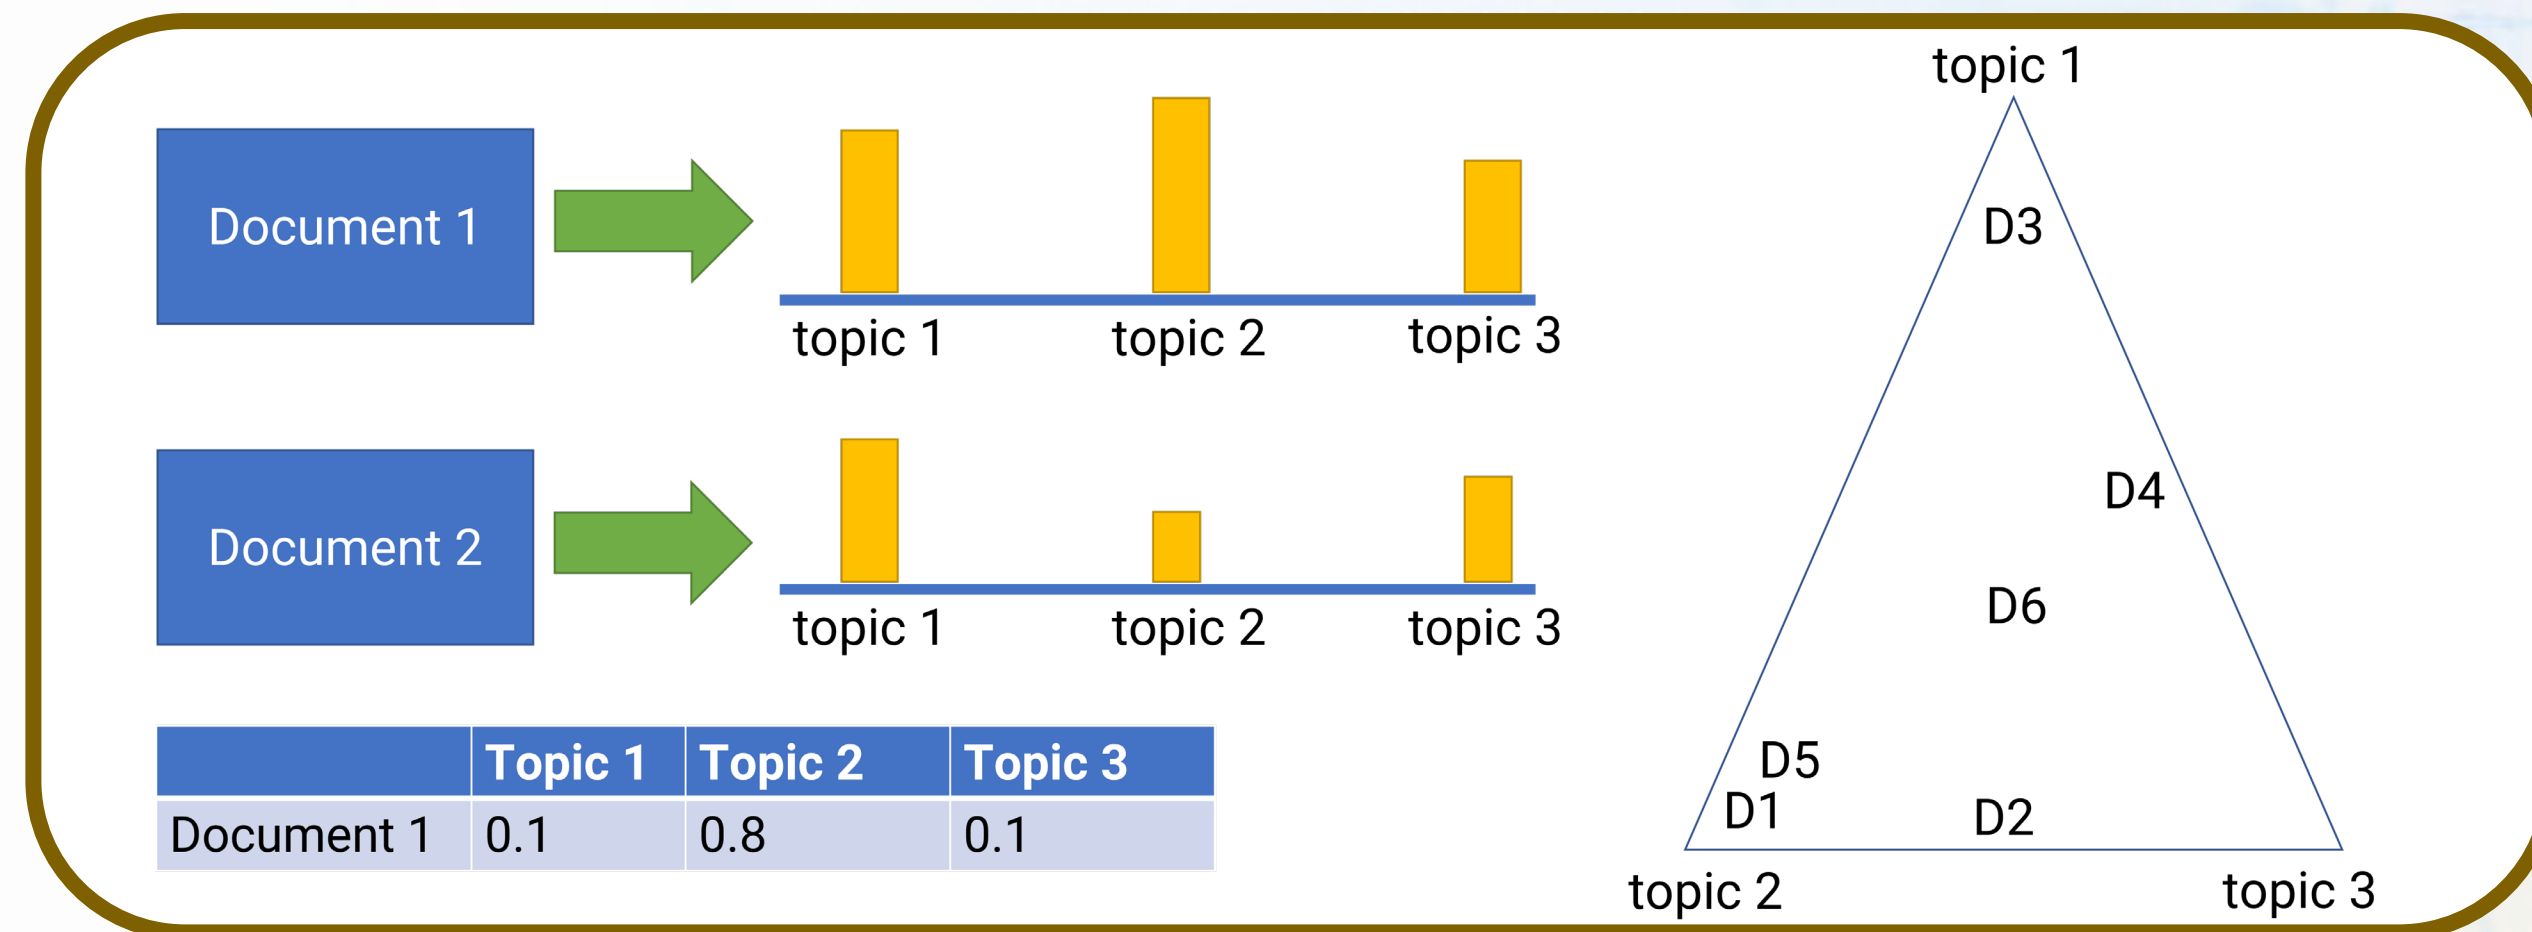 Document 1
topic 1 topic 2 topic 3
Document 2
topic 1 topic 2 topic 3
Topic 1 Topic 2 Topic 3
Document 1 0.1 0.8 0.1
topic 1
D3
D4
D6
D5
D1 D2
topic 2 topic 3